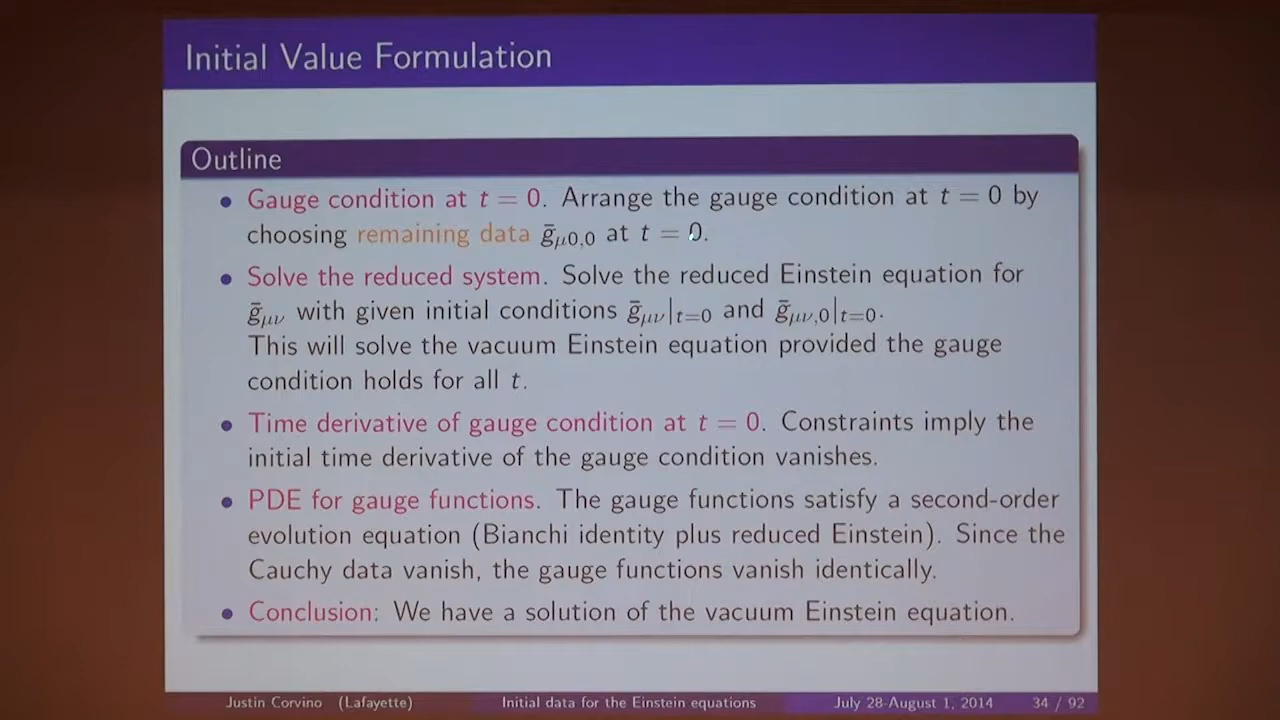 Initial Value Formulation
Outline
• Gauge condition at t = 0. Arrange the gauge condition at t = 0 by
choosing remaining data ḡμ0,0 at t = 0.
• Solve the reduced system. Solve the reduced Einstein equation for
ḡμν with given initial conditions ḡμν|t=0 and ḡμν,0|t=0.
This will solve the vacuum Einstein equation provided the gauge
condition holds for all t.
• Time derivative of gauge condition at t = 0. Constraints imply the
initial time derivative of the gauge condition vanishes.
• PDE for gauge functions. The gauge functions satisfy a second-order
evolution equation (Bianchi identity plus reduced Einstein). Since the
Cauchy data vanish, the gauge functions vanish identically.
• Conclusion: We have a solution of the vacuum Einstein equation.
Justin Corvino (Lafayette) Initial data for the Einstein equations July 28-August 1, 2014 34 / 92